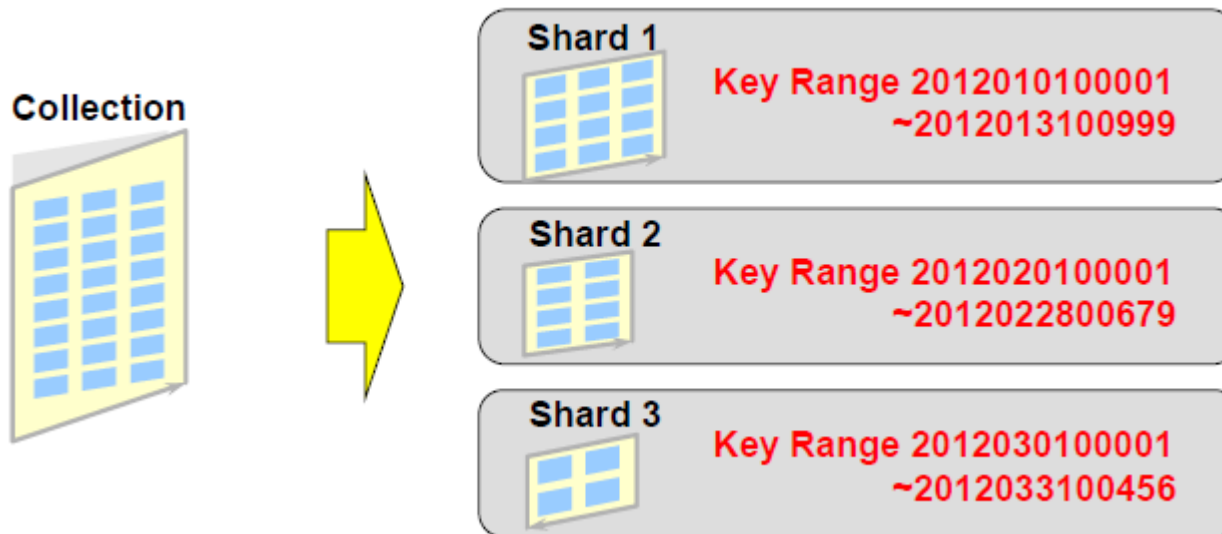 Collection
Shard 1
Key Range 2012010100001
~2012013100999
Shard 2
Key Range 2012020100001
~2012022800679
Shard 3
Key Range 2012030100001
~2012033100456